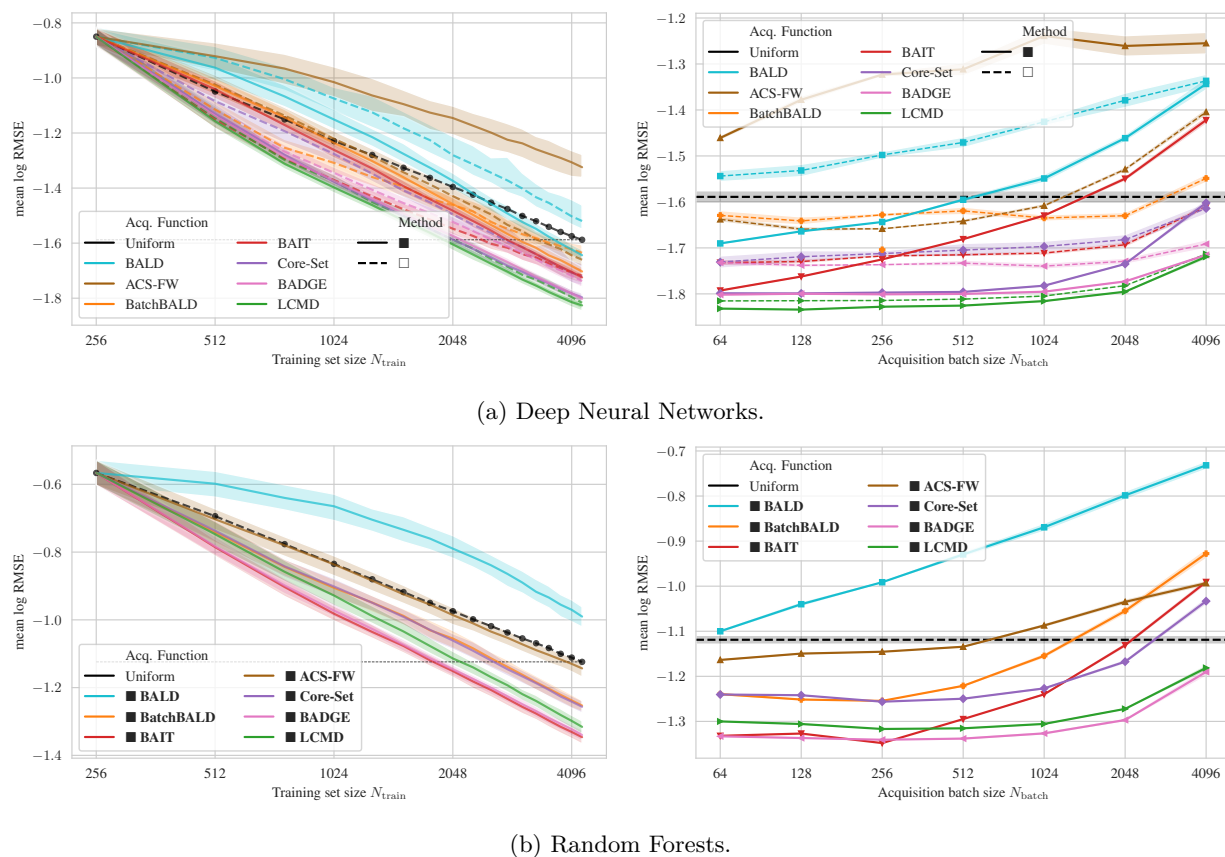 −0.8
−1.0
−1.2
−1.4
−1.6
−1.8
mean log RMSE
Acq. Function
Uniform
BALD
ACS-FW
BatchBALD
BAIT
Core-Set
BADGE
LCMD
Method
■
□
256
512
1024
2048
4096
Training set size N_train
−1.2
−1.3
−1.4
−1.5
−1.6
−1.7
−1.8
mean log RMSE
Acq. Function
Uniform
BALD
ACS-FW
BatchBALD
BAIT
Core-Set
BADGE
LCMD
Method
■
□
64
128
256
512
1024
2048
4096
Acquisition batch size N_batch
(a) Deep Neural Networks.
−0.6
−0.8
−1.0
−1.2
−1.4
mean log RMSE
Acq. Function
Uniform
■ BALD
■ BatchBALD
■ BAIT
■ ACS-FW
■ Core-Set
■ BADGE
■ LCMD
256
512
1024
2048
4096
Training set size N_train
−0.7
−0.8
−0.9
−1.0
−1.1
−1.2
−1.3
mean log RMSE
Acq. Function
Uniform
■ BALD
■ BatchBALD
■ BAIT
■ ACS-FW
■ Core-Set
■ BADGE
■ LCMD
64
128
256
512
1024
2048
4096
Acquisition batch size N_batch
(b) Random Forests.